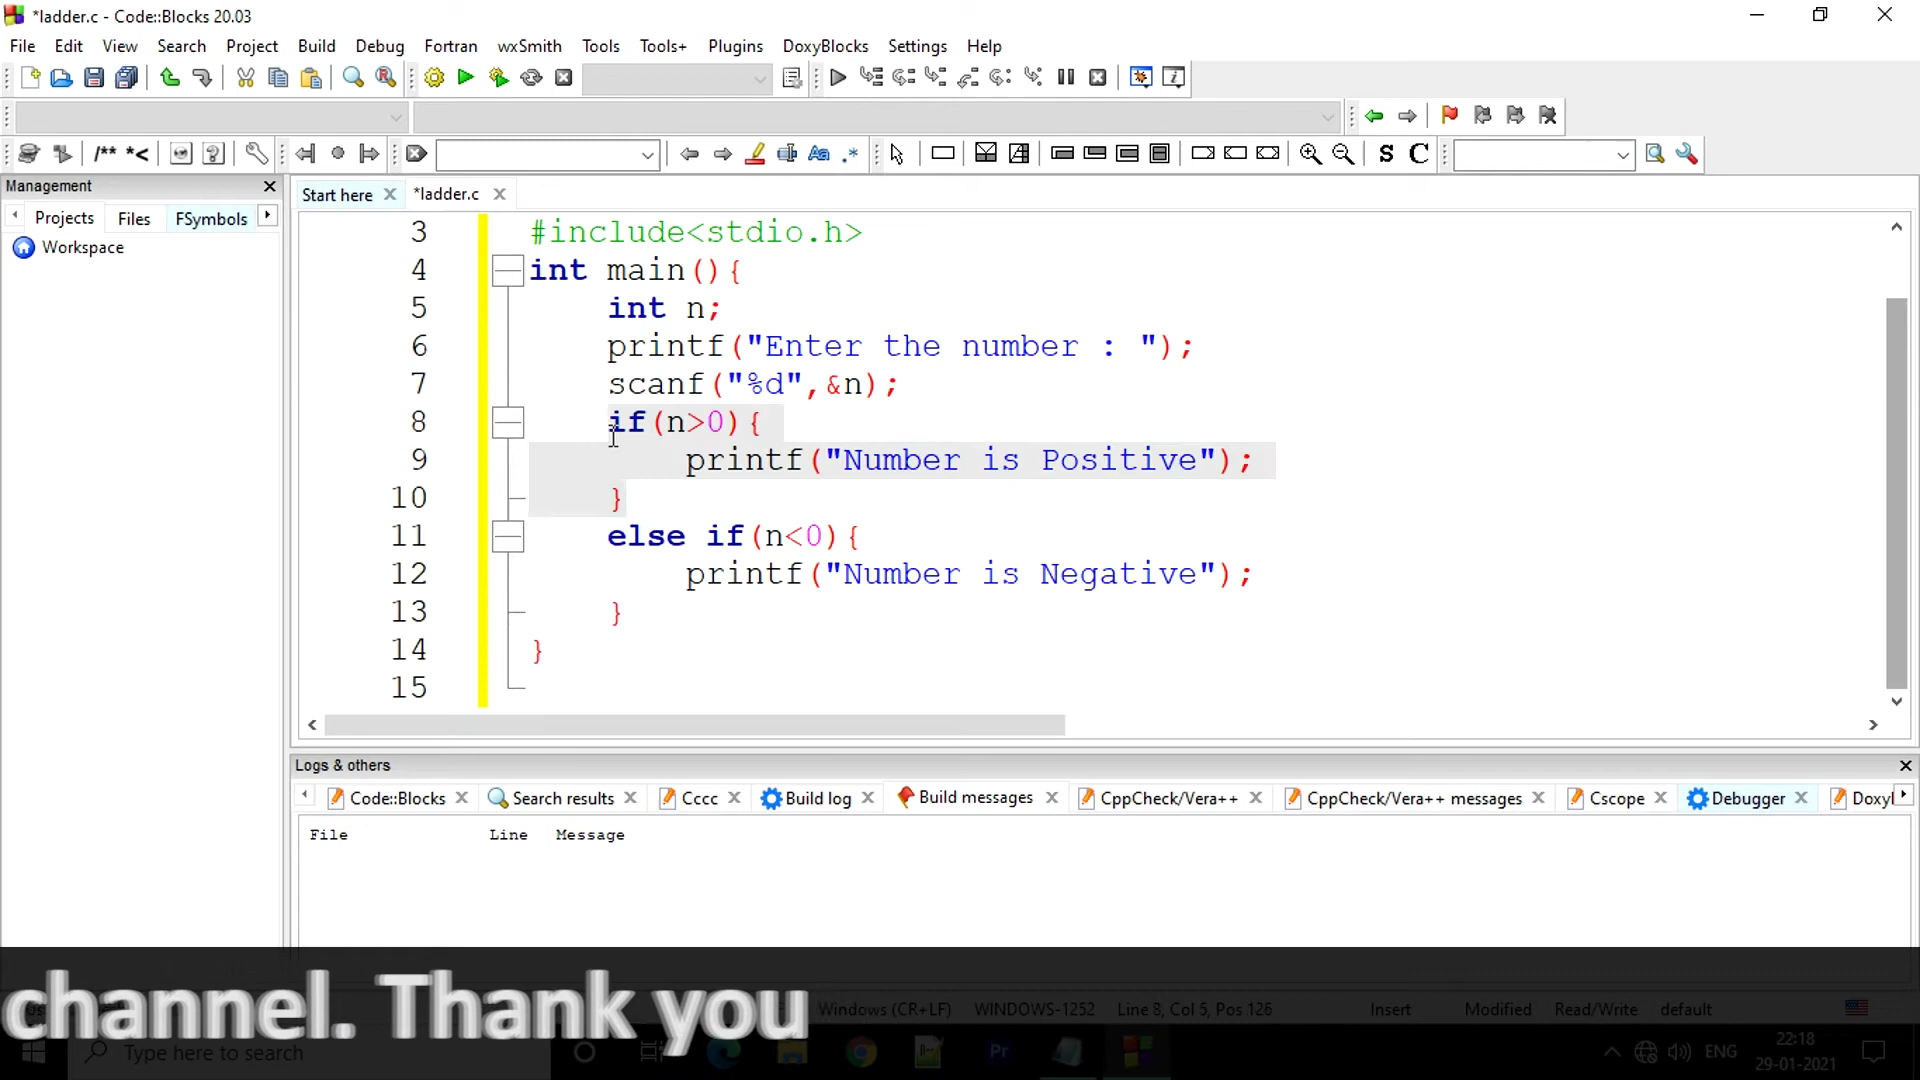 *ladder.c - Code::Blocks 20.03
File Edit View Search Project Build Debug Fortran wxSmith Tools Tools+ Plugins DoxyBlocks Settings Help
/** *<
S C
Management
Projects Files FSymbols
Workspace
Start here *ladder.c
3 #include<stdio.h>
4 int main(){
5 int n;
6 printf("Enter the number : ");
7 scanf("%d",&n);
8 if(n>0){
9 printf("Number is Positive");
10 }
11 else if(n<0){
12 printf("Number is Negative");
13 }
14 }
15
Logs & others
Code::Blocks Search results Cccc Build log Build messages CppCheck/Vera++ CppCheck/Vera++ messages Cscope Debugger Doxyl
File Line Message
channel. Thank you
Windows (CR+LF) WINDOWS-1252 Line 8, Col 5, Pos 126 Insert Modified Read/Write default
Type here to search
Pr
ENG
22:18
29-01-2021